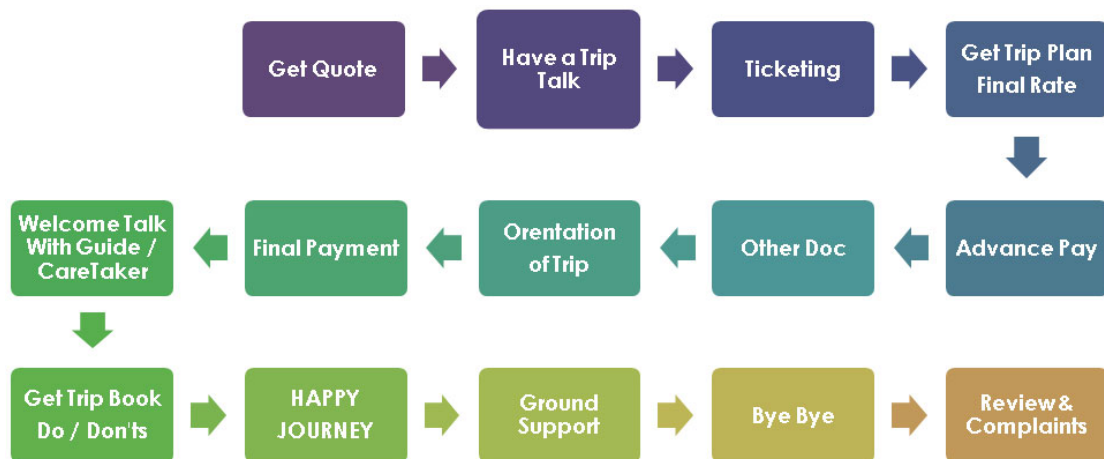 Get Quote
Have a Trip
Talk
Ticketing
Get Trip Plan
Final Rate
Advance Pay
Other Doc
Orentation
of Trip
Final Payment
Welcome Talk
With Guide /
CareTaker
Get Trip Book
Do / Don'ts
HAPPY
JOURNEY
Ground
Support
Bye Bye
Review &
Complaints